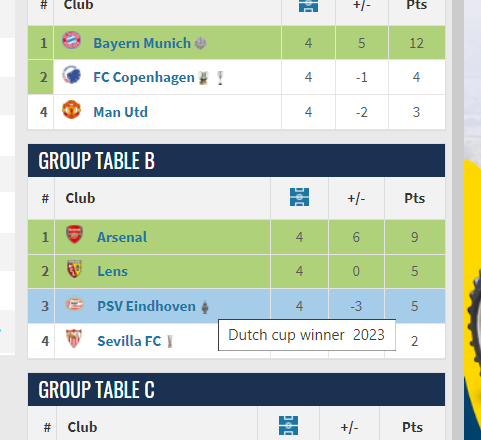 # Club +/- Pts
1 Bayern Munich 4 5 12
2 FC Copenhagen 4 -1 4
4 Man Utd 4 -2 3
GROUP TABLE B
# Club +/- Pts
1 Arsenal 4 6 9
2 Lens 4 0 5
3 PSV Eindhoven 4 -3 5
Dutch cup winner 2023
4 Sevilla FC 2
GROUP TABLE C
# Club +/- Pts